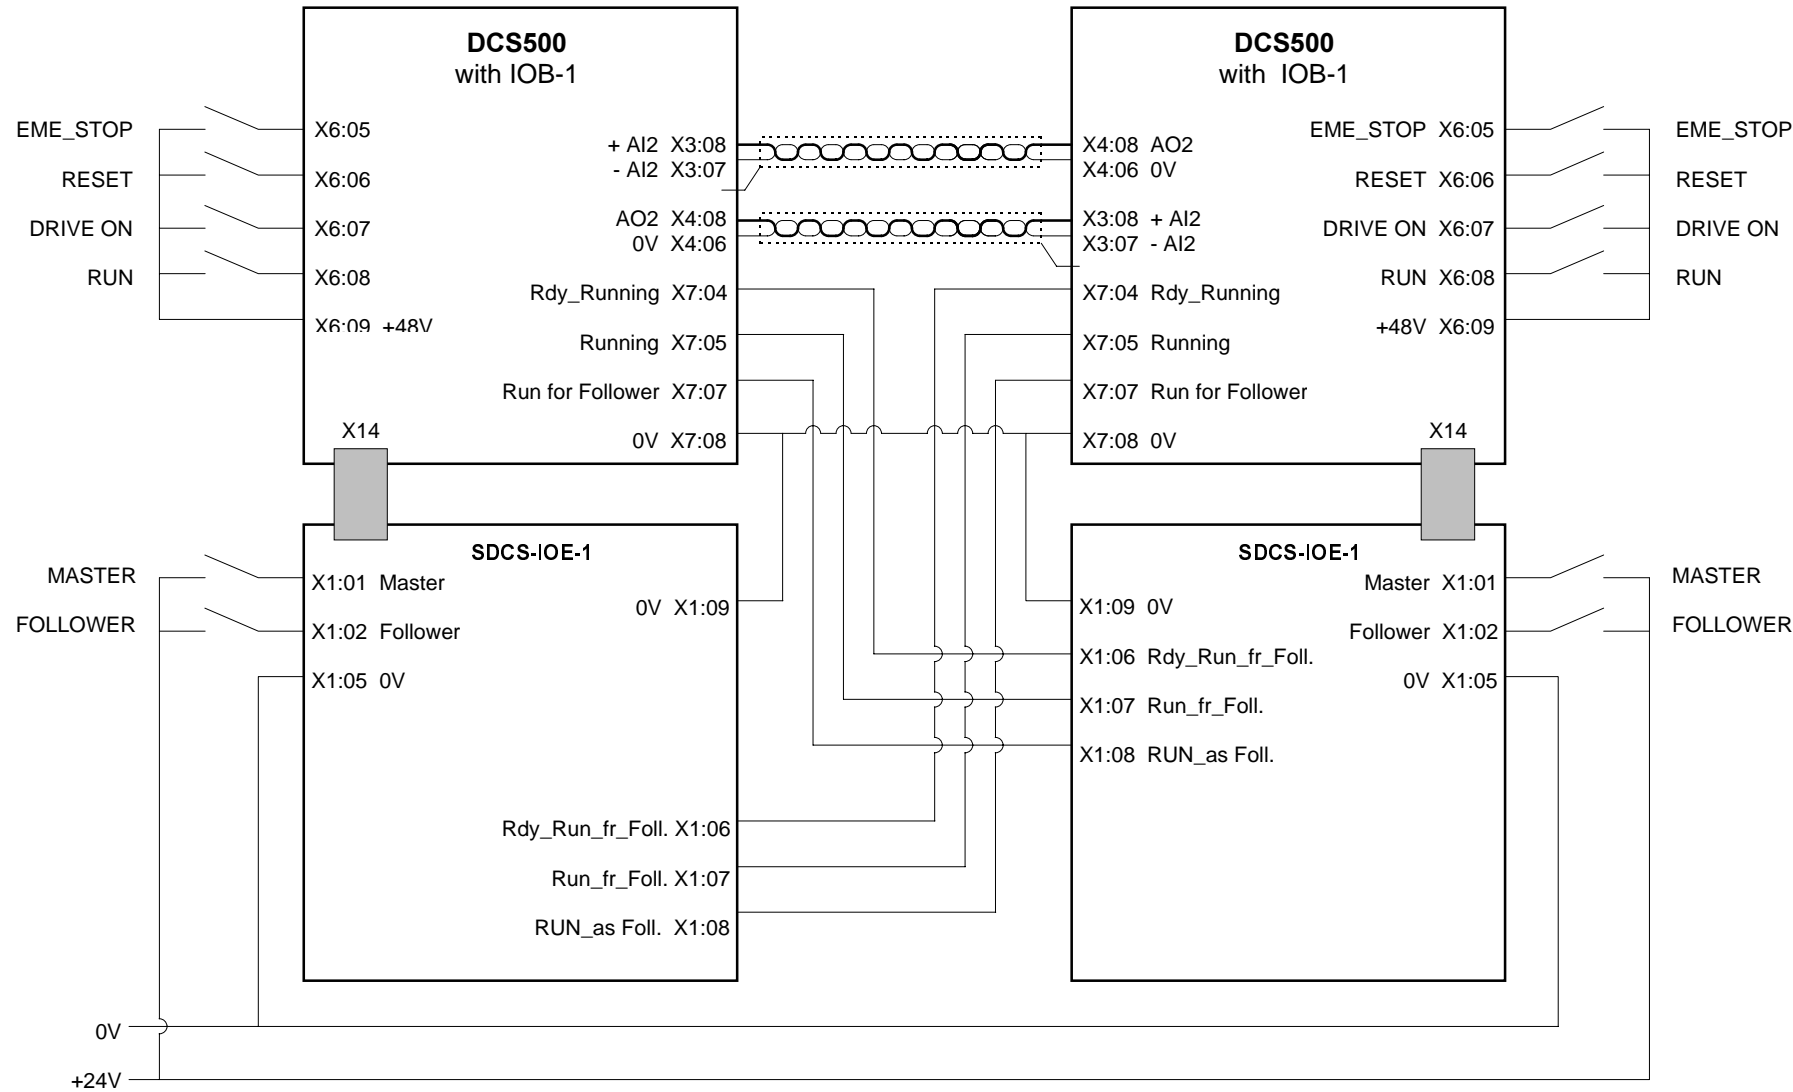 DCS500
with IOB-1
DCS500
with IOB-1
EME_STOP
X6:05
RESET
X6:06
DRIVE ON
X6:07
RUN
X6:08
X6:09 +48V
+ AI2 X3:08
- AI2 X3:07
AO2 X4:08
0V X4:06
Rdy_Running X7:04
Running X7:05
Run for Follower X7:07
0V X7:08
X14
X4:08 AO2
X4:06 0V
X3:08 + AI2
X3:07 - AI2
X7:04 Rdy_Running
X7:05 Running
X7:07 Run for Follower
X7:08 0V
EME_STOP X6:05
EME_STOP
RESET X6:06
RESET
DRIVE ON X6:07
DRIVE ON
RUN X6:08
RUN
+48V X6:09
X14
SDCS-IOE-1
MASTER
X1:01 Master
FOLLOWER
X1:02 Follower
X1:05 0V
0V X1:09
Rdy_Run_fr_Foll. X1:06
Run_fr_Foll. X1:07
RUN_as Foll. X1:08
SDCS-IOE-1
X1:09 0V
X1:06 Rdy_Run_fr_Foll.
X1:07 Run_fr_Foll.
X1:08 RUN_as Foll.
Master X1:01
MASTER
Follower X1:02
FOLLOWER
0V X1:05
0V
+24V